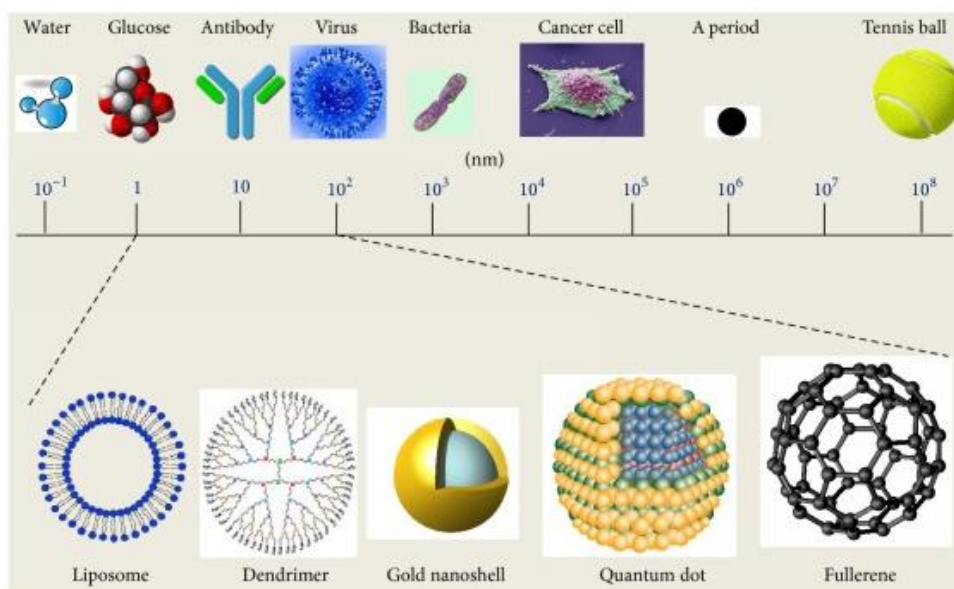 Water Glucose Antibody Virus Bacteria Cancer cell A period Tennis ball
(nm)
10⁻¹ 1 10 10² 10³ 10⁴ 10⁵ 10⁶ 10⁷ 10⁸
Liposome Dendrimer Gold nanoshell Quantum dot Fullerene